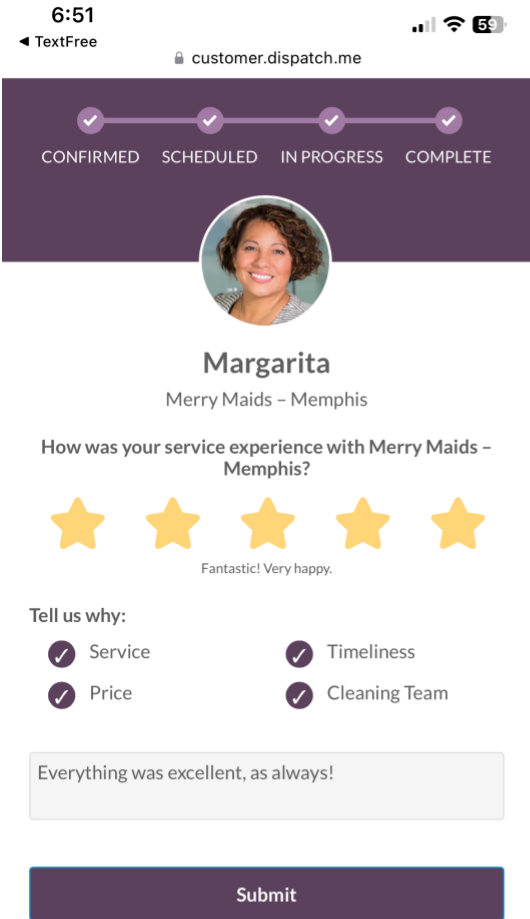 6:51
59
◀ TextFree
customer.dispatch.me
CONFIRMED SCHEDULED IN PROGRESS COMPLETE
Margarita
Merry Maids – Memphis
How was your service experience with Merry Maids –
Memphis?
Fantastic! Very happy.
Tell us why:
Service Timeliness
Price Cleaning Team
Everything was excellent, as always!
Submit